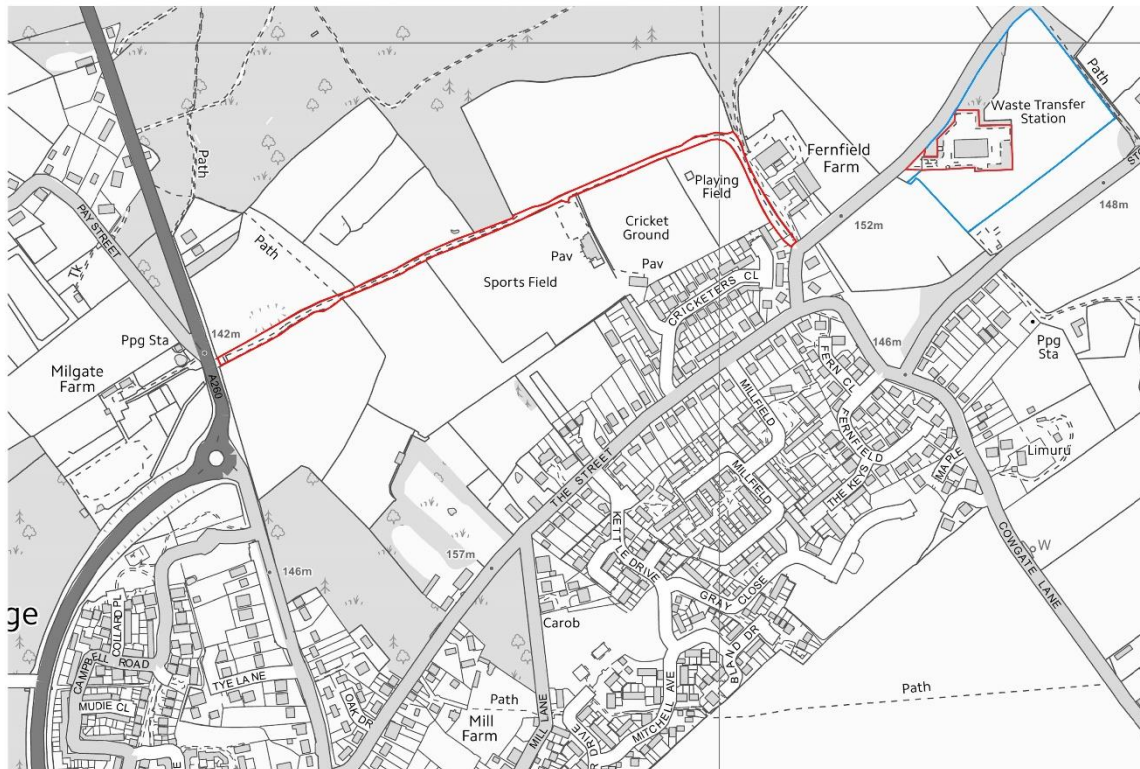 Path
Waste Transfer
Station
Path
PAY STREET
Fernfield
Farm
Playing
Field
148m
152m
Path
Tk
Cricket
Ground
Pav
Pav
Sports Field
CRICKETERS CL
142m
Ppg Sta
Milgate
Farm
A260
146m
Ppg
Sta
FERN CL
FERNFIELD
MILLFIELD
MILLFIELD
THE KEYS
MAPLE
Limuru
THE STREET
KETTLE DRIVE
W
COWGATE LANE
157m
146m
GRAY CLOSE
Carob
ge
COLLARD PL
CAMPBELL ROAD
TYE LANE
MUDIE CL
OAK DR
Path
Mill
Farm
MILL LANE
BLAND DR
MITCHELL AVE
DRIVE
Path